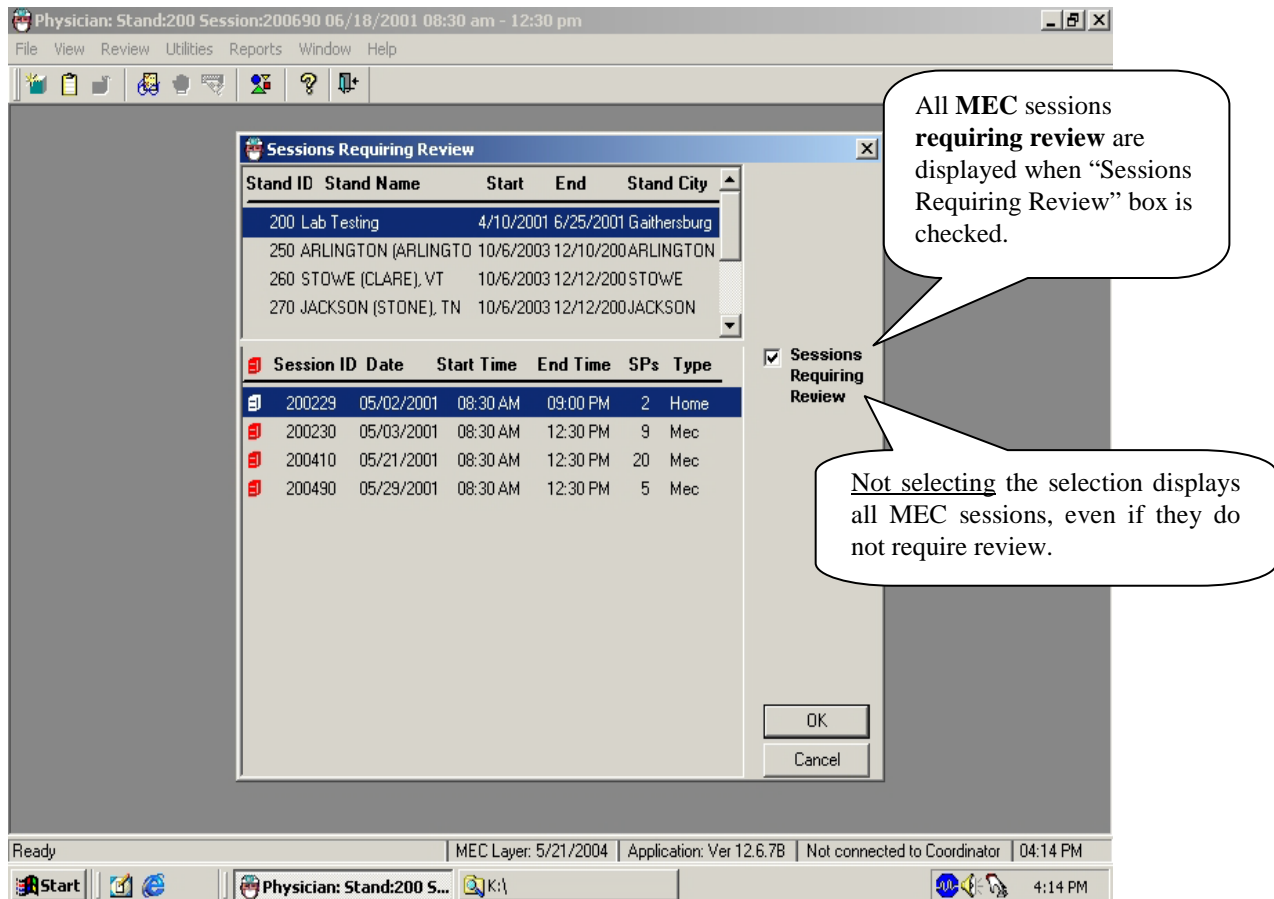 Physician: Stand:200 Session:200690 06/18/2001 08:30 am - 12:30 pm
File View Review Utilities Reports Window Help
All MEC sessions
requiring review are
displayed when “Sessions
Requiring Review” box is
checked.
Sessions Requiring Review
Stand ID Stand Name Start End Stand City
200 Lab Testing 4/10/2001 6/25/2001 Gaithersburg
250 ARLINGTON (ARLINGTO 10/6/2003 12/10/200 ARLINGTON
260 STOWE (CLARE), VT 10/6/2003 12/12/200 STOWE
270 JACKSON (STONE), TN 10/6/2003 12/12/200 JACKSON
Session ID Date Start Time End Time SPs Type
200229 05/02/2001 08:30 AM 09:00 PM 2 Home
200230 05/03/2001 08:30 AM 12:30 PM 9 Mec
200410 05/21/2001 08:30 AM 12:30 PM 20 Mec
200490 05/29/2001 08:30 AM 12:30 PM 5 Mec
Sessions
Requiring
Review
Not selecting the selection displays
all MEC sessions, even if they do
not require review.
OK
Cancel
Ready MEC Layer: 5/21/2004 Application: Ver 12.6.7B Not connected to Coordinator 04:14 PM
Start Physician: Stand:200 S... K:\ 4:14 PM